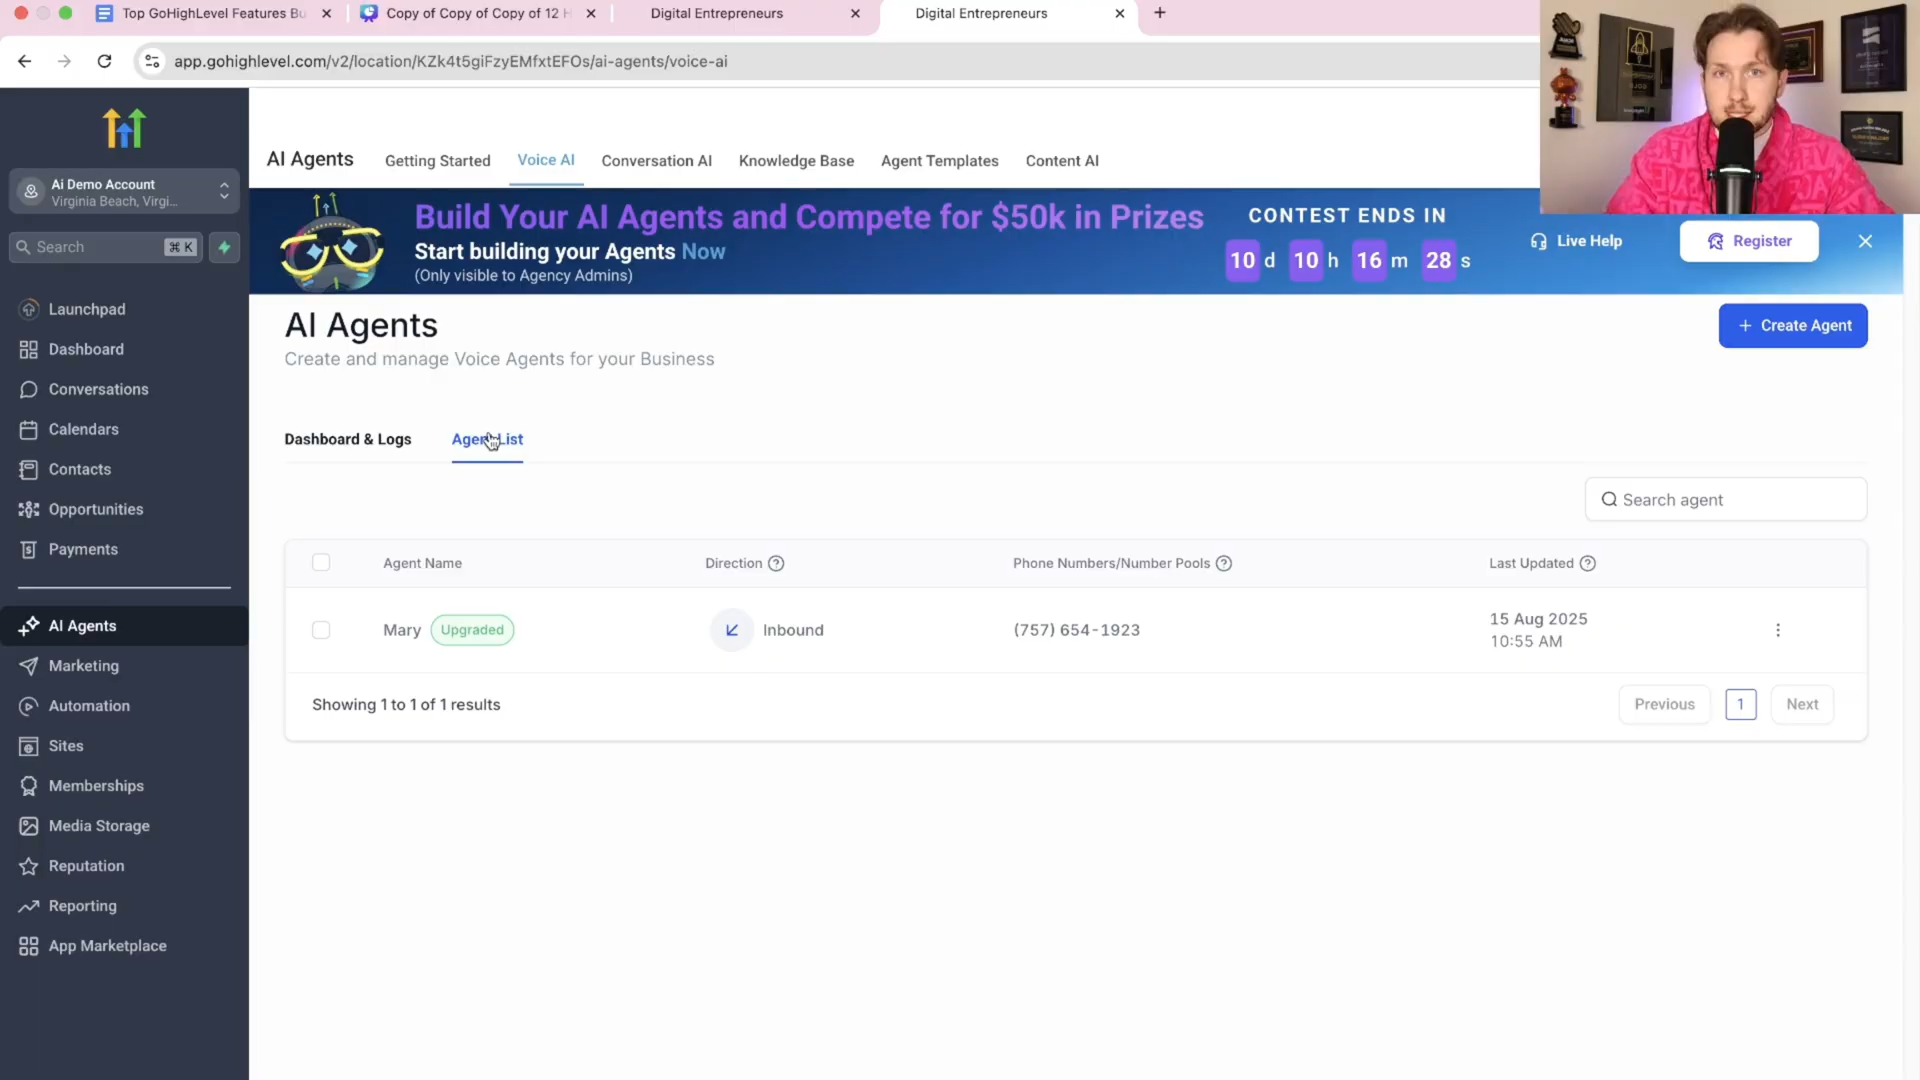 Top GoHighLevel Features Bu
Copy of Copy of Copy of 12 H
Digital Entrepreneurs
Digital Entrepreneurs
app.gohighlevel.com/v2/location/KZk4t5giFzyEMfxtEFOs/ai-agents/voice-ai
Ai Demo Account
Virginia Beach, Virgi...
Search ⌘ K
Launchpad
Dashboard
Conversations
Calendars
Contacts
Opportunities
Payments
AI Agents
Marketing
Automation
Sites
Memberships
Media Storage
Reputation
Reporting
App Marketplace
AI Agents
Getting Started
Voice AI
Conversation AI
Knowledge Base
Agent Templates
Content AI
Build Your AI Agents and Compete for $50k in Prizes
Start building your Agents Now
(Only visible to Agency Admins)
CONTEST ENDS IN
10 d 10 h 16 m 28 s
Live Help
Register
AI Agents
Create and manage Voice Agents for your Business
+ Create Agent
Dashboard & Logs
Agent List
Search agent
Agent Name
Direction
Phone Numbers/Number Pools
Last Updated
Mary
Upgraded
Inbound
(757) 654-1923
15 Aug 2025
10:55 AM
Showing 1 to 1 of 1 results
Previous
1
Next